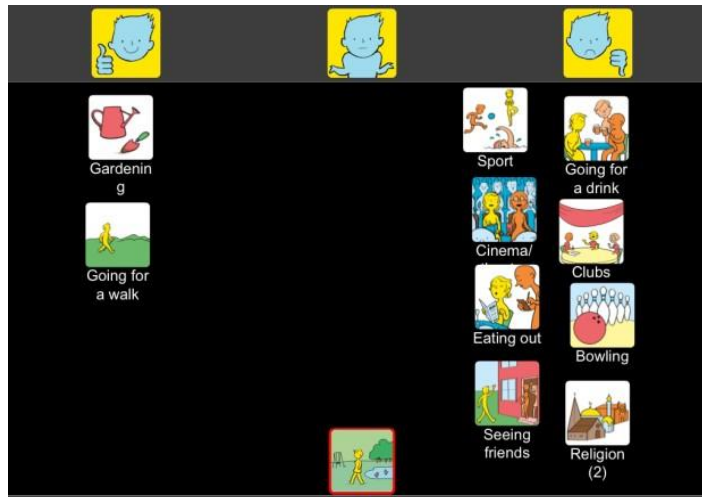 Gardenin
g
Going for
a walk
Sport
Going for
a drink
Cinema/
Clubs
Eating out
Bowling
Seeing
friends
Religion
(2)